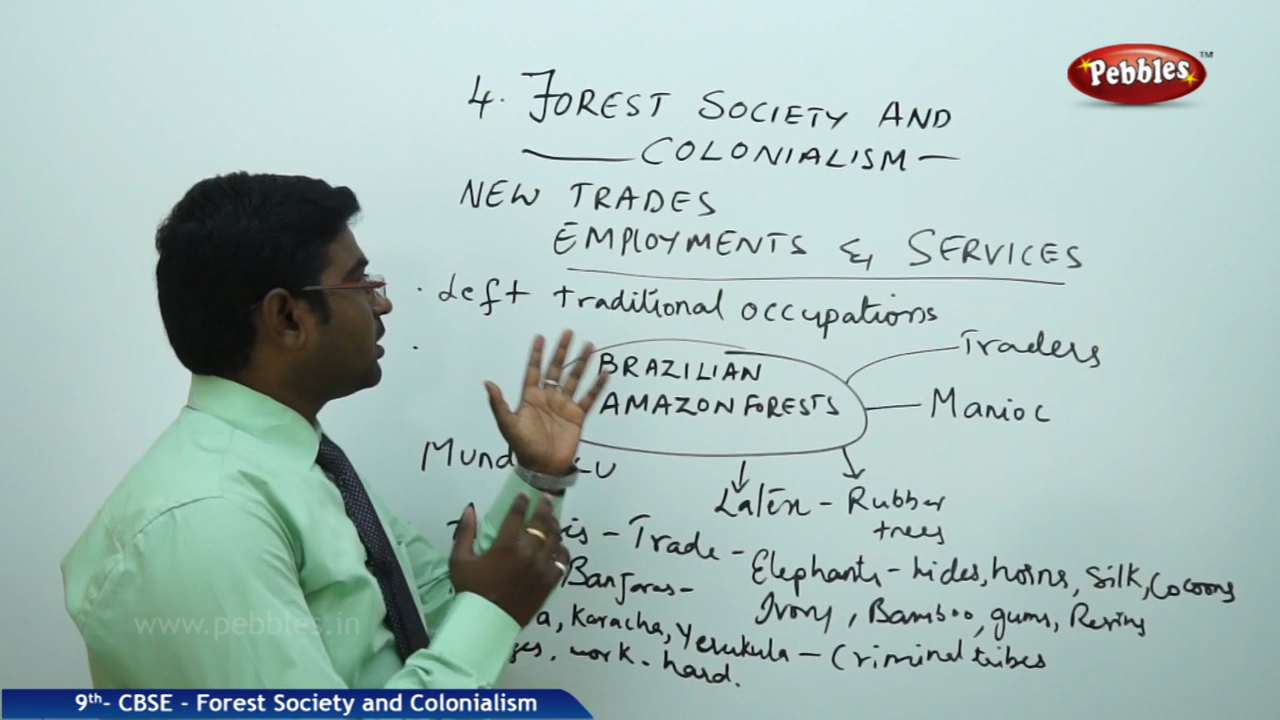 Pebbles™
4. FOREST SOCIETY AND
COLONIALISM
NEW TRADES
EMPLOYMENTS & SERVICES
· Left traditional occupations
·
BRAZILIAN
AMAZON FORESTS
Traders
Manioc
Latex - Rubber
trees
Trade - Elephants - hides, horns, Silk, Cocoons
Banjaras -
Ivory, Bamboo, gums, Resins
Karacha, Yerukula - Criminal tribes
work - hard.
www.pebbles.in
9th- CBSE - Forest Society and Colonialism